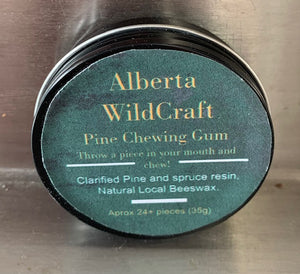 Alberta
WildCraft
Pine Chewing Gum
Throw a piece in your mouth and
chew!
Clarified Pine and spruce resin,
Natural Local Beeswax.
Aprox 24+ pieces (35g)